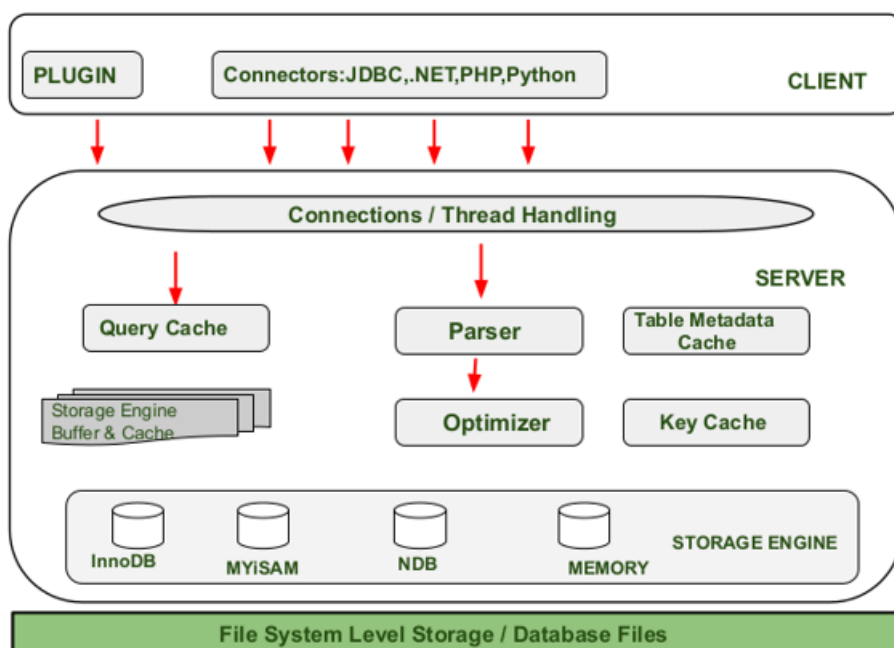 PLUGIN
Connectors:JDBC,.NET,PHP,Python
CLIENT
Connections / Thread Handling
SERVER
Query Cache
Parser
Table Metadata
Cache
Storage Engine
Buffer & Cache
Optimizer
Key Cache
InnoDB
MYiSAM
NDB
MEMORY
STORAGE ENGINE
File System Level Storage / Database Files